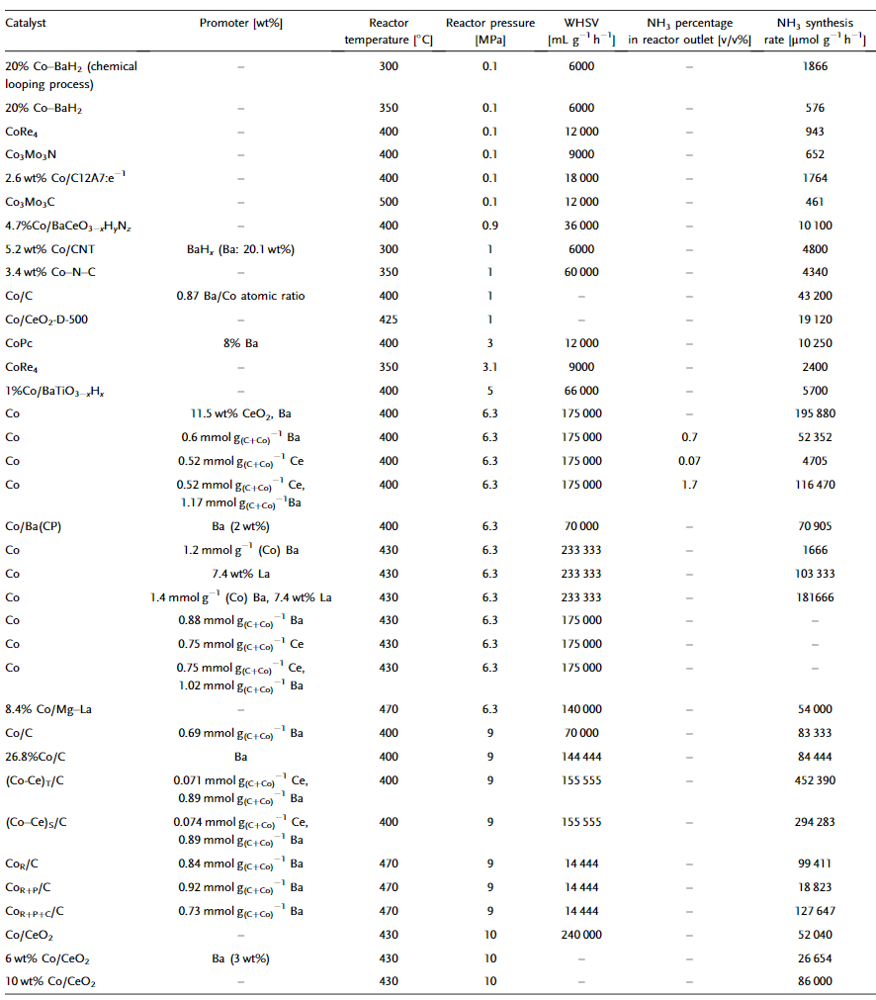 Catalyst Promoter [wt%] Reactor Reactor pressure WHSV NH₃ percentage NH₃ synthesis
temperature [°C] [MPa] [mL g⁻¹ h⁻¹] in reactor outlet [v/v%] rate [μmol g⁻¹ h⁻¹]
20% Co–BaH₂ (chemical – 300 0.1 6000 – 1866
looping process)
20% Co–BaH₂ – 350 0.1 6000 – 576
CoRe₄ – 400 0.1 12 000 – 943
Co₃Mo₃N – 400 0.1 9000 – 652
2.6 wt% Co/C12A7:e⁻¹ – 400 0.1 18 000 – 1764
Co₃Mo₃C – 500 0.1 12 000 – 461
4.7%Co/BaCeO₃₋ₓHᵧN_z – 400 0.9 36 000 – 10 100
5.2 wt% Co/CNT BaHₓ (Ba: 20.1 wt%) 300 1 6000 – 4800
3.4 wt% Co–N–C – 350 1 60 000 – 4340
Co/C 0.87 Ba/Co atomic ratio 400 1 – – 43 200
Co/CeO₂-D-500 – 425 1 – – 19 120
CoPc 8% Ba 400 3 12 000 – 10 250
CoRe₄ – 350 3.1 9000 – 2400
1%Co/BaTiO₃₋ₓHₓ – 400 5 66 000 – 5700
Co 11.5 wt% CeO₂, Ba 400 6.3 175 000 – 195 880
Co 0.6 mmol g₍C₊Co₎⁻¹ Ba 400 6.3 175 000 0.7 52 352
Co 0.52 mmol g₍C₊Co₎⁻¹ Ce 400 6.3 175 000 0.07 4705
Co 0.52 mmol g₍C₊Co₎⁻¹ Ce, 400 6.3 175 000 1.7 116 470
1.17 mmol g₍C₊Co₎⁻¹Ba
Co/Ba(CP) Ba (2 wt%) 400 6.3 70 000 – 70 905
Co 1.2 mmol g⁻¹ (Co) Ba 430 6.3 233 333 – 1666
Co 7.4 wt% La 430 6.3 233 333 – 103 333
Co 1.4 mmol g⁻¹ (Co) Ba, 7.4 wt% La 430 6.3 233 333 – 181666
Co 0.88 mmol g₍C₊Co₎⁻¹ Ba 430 6.3 175 000 – –
Co 0.75 mmol g₍C₊Co₎⁻¹ Ce 430 6.3 175 000 – –
Co 0.75 mmol g₍C₊Co₎⁻¹ Ce, 430 6.3 175 000 – –
1.02 mmol g₍C₊Co₎⁻¹ Ba
8.4% Co/Mg–La – 470 6.3 140 000 – 54 000
Co/C 0.69 mmol g₍C₊Co₎⁻¹ Ba 400 9 70 000 – 83 333
26.8%Co/C Ba 400 9 144 444 – 84 444
(Co-Ce)_T/C 0.071 mmol g₍C₊Co₎⁻¹ Ce, 400 9 155 555 – 452 390
0.89 mmol g₍C₊Co₎⁻¹ Ba
(Co–Ce)_S/C 0.074 mmol g₍C₊Co₎⁻¹ Ce, 400 9 155 555 – 294 283
0.89 mmol g₍C₊Co₎⁻¹ Ba
Co_R/C 0.84 mmol g₍C₊Co₎⁻¹ Ba 470 9 14 444 – 99 411
Co_R+P/C 0.92 mmol g₍C₊Co₎⁻¹ Ba 470 9 14 444 – 18 823
Co_R+P+C/C 0.73 mmol g₍C₊Co₎⁻¹ Ba 470 9 14 444 – 127 647
Co/CeO₂ – 430 10 240 000 – 52 040
6 wt% Co/CeO₂ Ba (3 wt%) 430 10 – – 26 654
10 wt% Co/CeO₂ – 430 10 – – 86 000